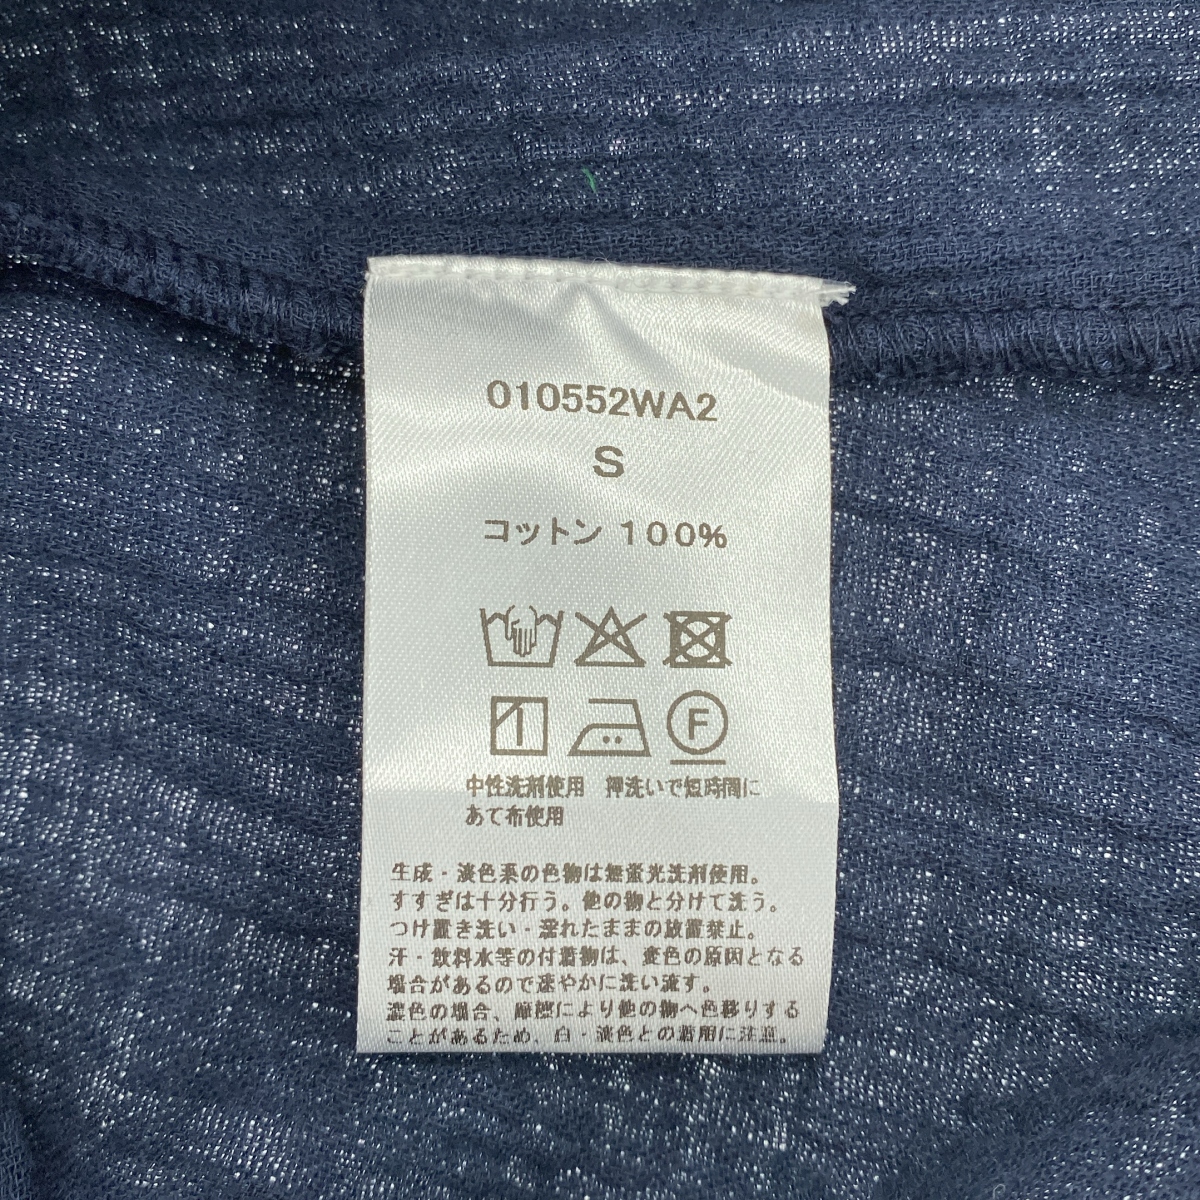 010552WA2
S
コットン 100%
F
中性洗剤使用 押洗いで短時間に
あて布使用
生成・淡色系の色物は無蛍光洗剤使用。
すすぎは十分行う。他の物と分けて洗う。
つけ置き洗い・濡れたままの放置禁止。
汗・飲料水等の付着物は、変色の原因となる
場合があるので速やかに洗い流す。
濃色の場合、摩擦により他の物へ色移りする
ことがあるため、白・淡色との着用に注意。